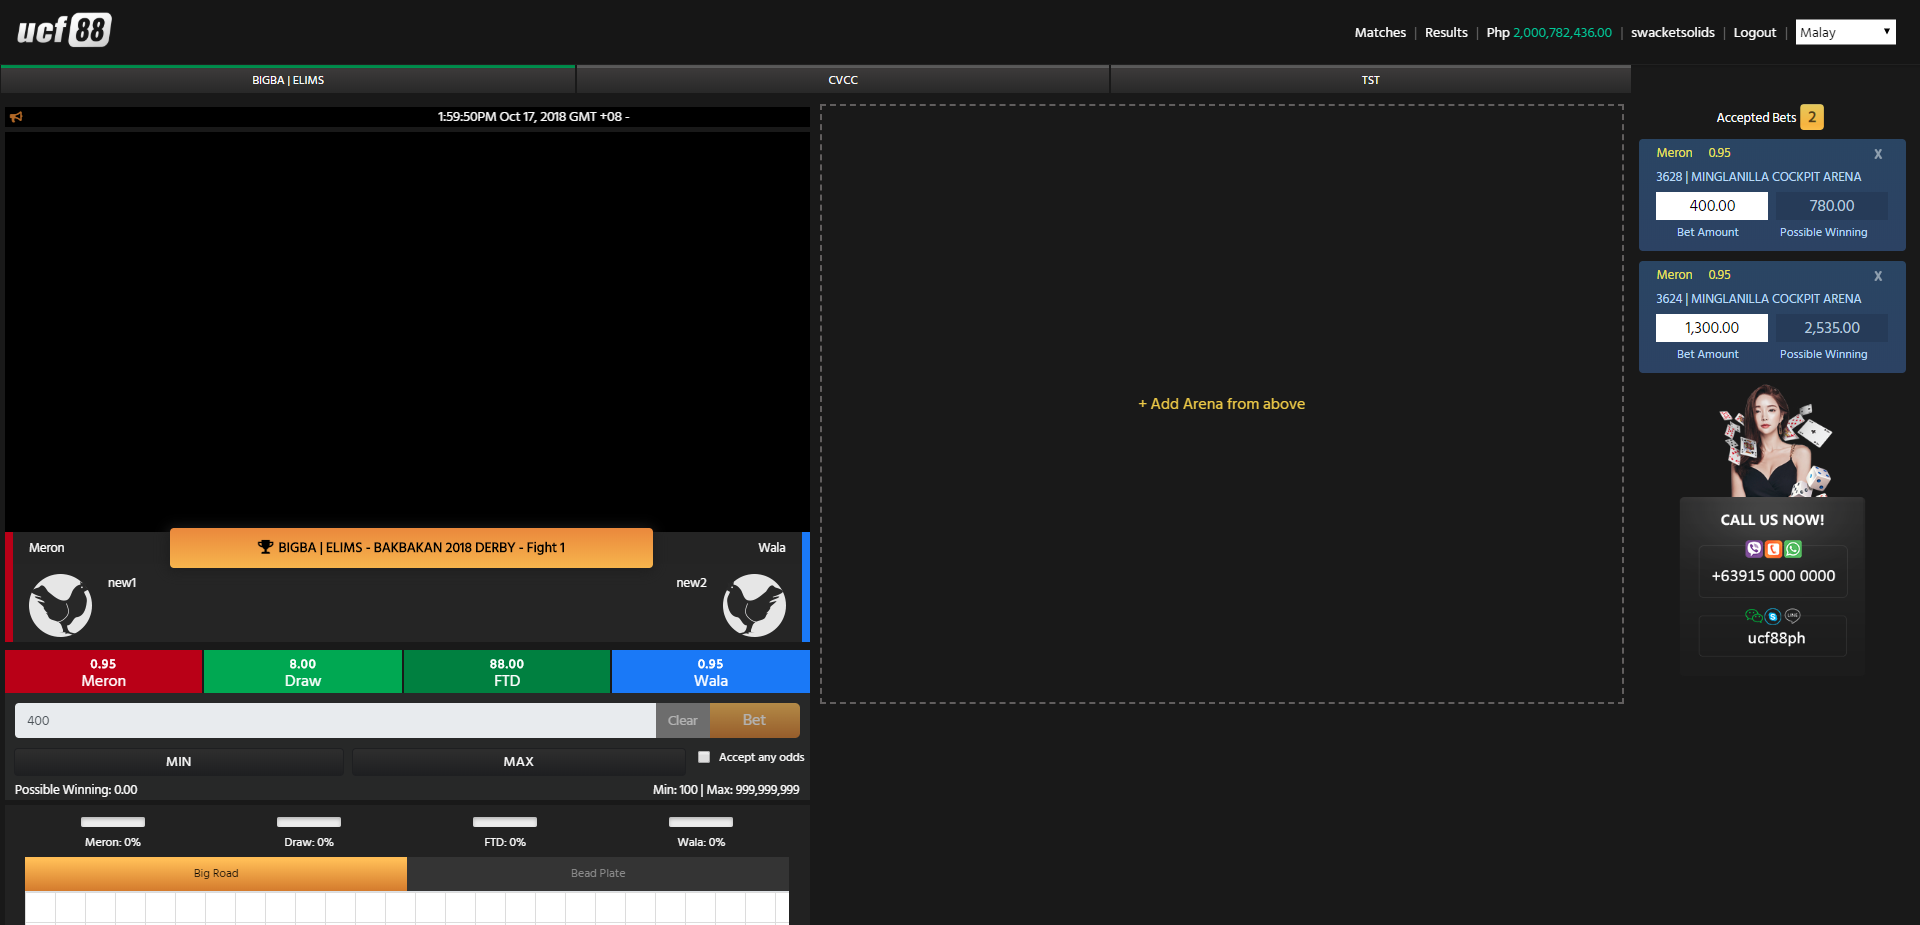 ucf88
Matches | Results | Php 2,000,782,436.00 | swacketsolids | Logout | Malay
BIGBA | ELIMS
CVCC
TST
1:59:50PM Oct 17, 2018 GMT +08 -
Meron
BIGBA | ELIMS - BAKBAKAN 2018 DERBY - Fight 1
Wala
new1
new2
0.95
Meron
8.00
Draw
88.00
FTD
0.95
Wala
400
Clear
Bet
MIN
MAX
Accept any odds
Possible Winning: 0.00
Min: 100 | Max: 999,999,999
Meron: 0%
Draw: 0%
FTD: 0%
Wala: 0%
Big Road
Bead Plate
+ Add Arena from above
Accepted Bets 2
Meron 0.95 X
3628 | MINGLANILLA COCKPIT ARENA
400.00 780.00
Bet Amount Possible Winning
Meron 0.95 X
3624 | MINGLANILLA COCKPIT ARENA
1,300.00 2,535.00
Bet Amount Possible Winning
CALL US NOW!
+63915 000 0000
LINE
ucf88ph